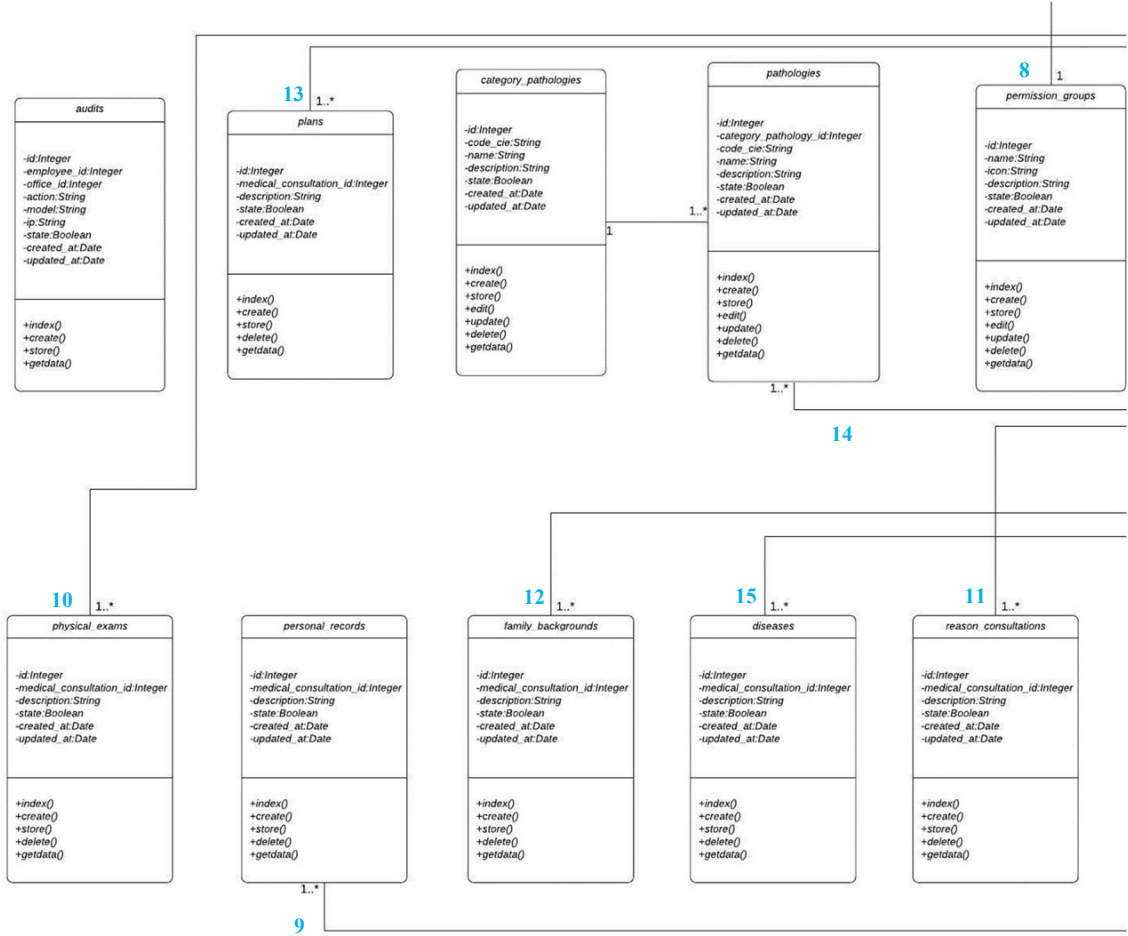 13
1..*
8
1
14
1..*
1
1..*
audits
-id:Integer
-employee_id:Integer
-office_id:Integer
-action:String
-model:String
-ip:String
-state:Boolean
-created_at:Date
-updated_at:Date
+index()
+create()
+store()
+getdata()
plans
-id:Integer
-medical_consultation_id:Integer
-description:String
-state:Boolean
-created_at:Date
-updated_at:Date
+index()
+create()
+store()
+delete()
+getdata()
category_pathologies
-id:Integer
-code_cie:String
-name:String
-description:String
-state:Boolean
-created_at:Date
-updated_at:Date
+index()
+create()
+store()
+edit()
+update()
+delete()
+getdata()
pathologies
-id:Integer
-category_pathology_id:Integer
-code_cie:String
-name:String
-description:String
-state:Boolean
-created_at:Date
-updated_at:Date
+index()
+create()
+store()
+edit()
+update()
+delete()
+getdata()
permission_groups
-id:Integer
-name:String
-icon:String
-description:String
-state:Boolean
-created_at:Date
-updated_at:Date
+index()
+create()
+store()
+edit()
+update()
+delete()
+getdata()
10
1..*
physical_exams
-id:Integer
-medical_consultation_id:Integer
-description:String
-state:Boolean
-created_at:Date
-updated_at:Date
+index()
+create()
+store()
+delete()
+getdata()
personal_records
-id:Integer
-medical_consultation_id:Integer
-description:String
-state:Boolean
-created_at:Date
-updated_at:Date
+index()
+create()
+store()
+delete()
+getdata()
1..*
9
12
1..*
family_backgrounds
-id:Integer
-medical_consultation_id:Integer
-description:String
-state:Boolean
-created_at:Date
-updated_at:Date
+index()
+create()
+store()
+delete()
+getdata()
15
1..*
diseases
-id:Integer
-medical_consultation_id:Integer
-description:String
-state:Boolean
-created_at:Date
-updated_at:Date
+index()
+create()
+store()
+delete()
+getdata()
11
1..*
reason_consultations
-id:Integer
-medical_consultation_id:Integer
-description:String
-state:Boolean
-created_at:Date
-updated_at:Date
+index()
+create()
+store()
+delete()
+getdata()